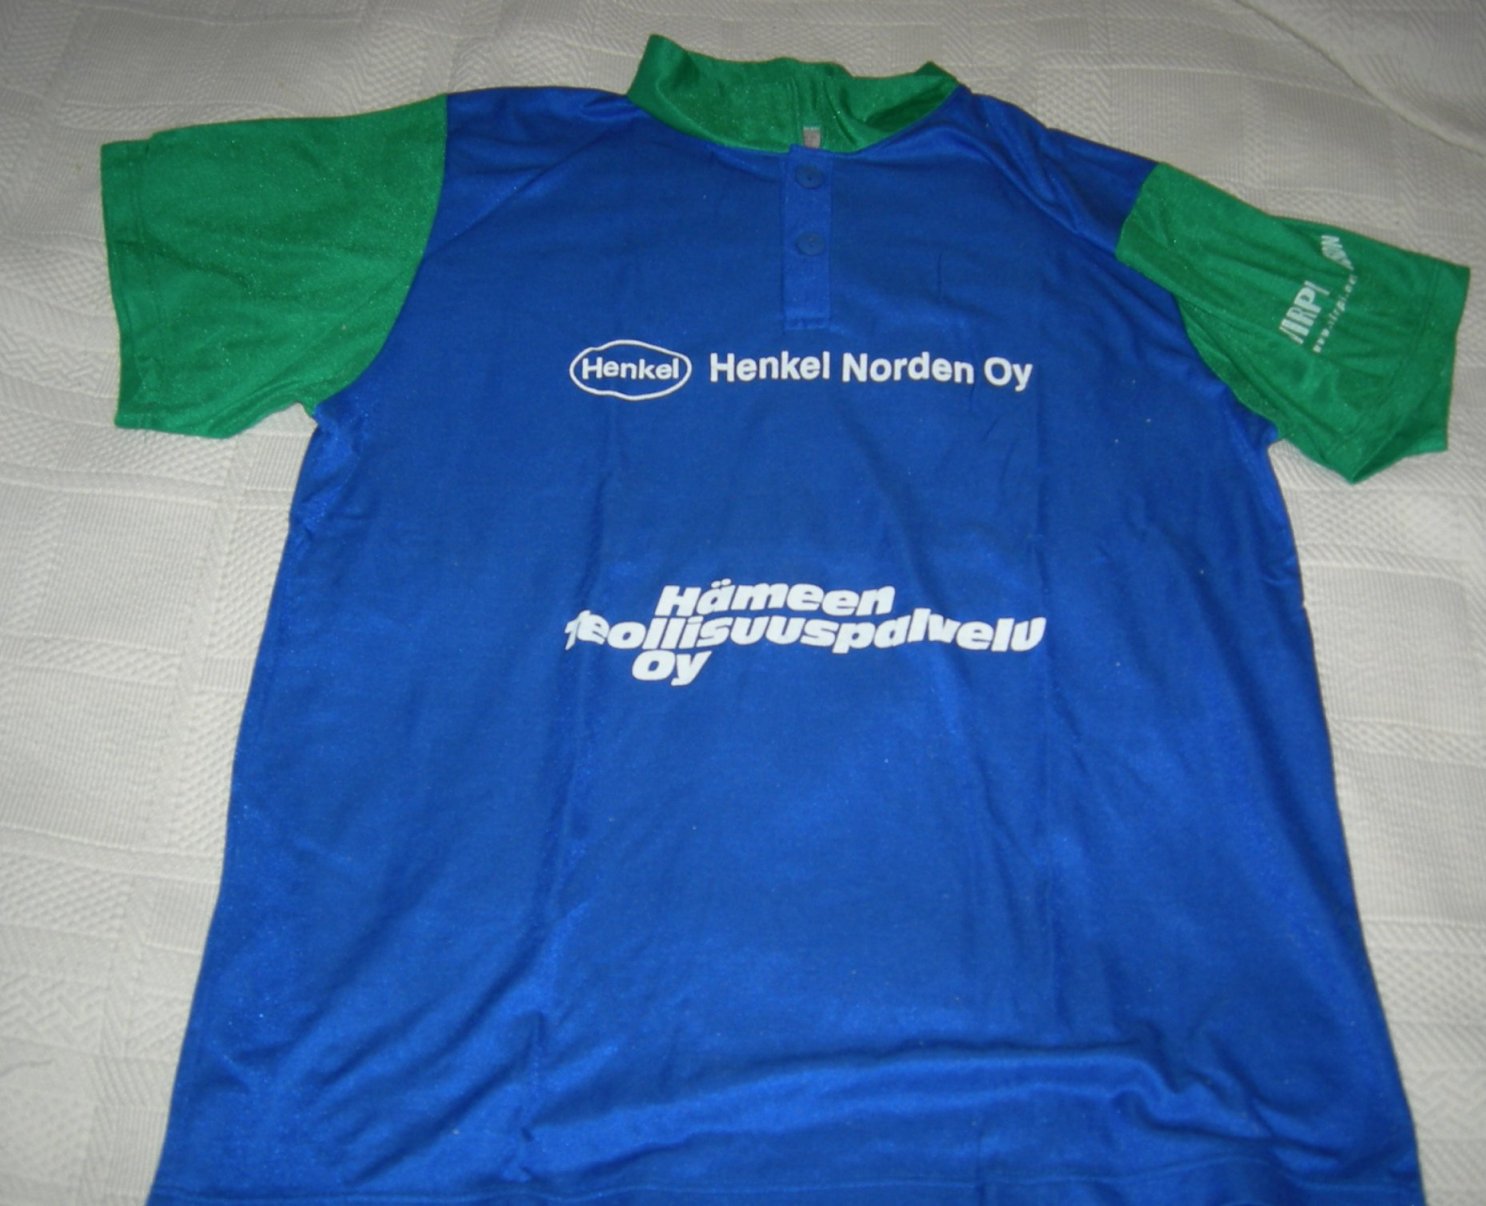 Henkel Henkel Norden Oy
Hämeen
Teollisuuspalvelu
Oy